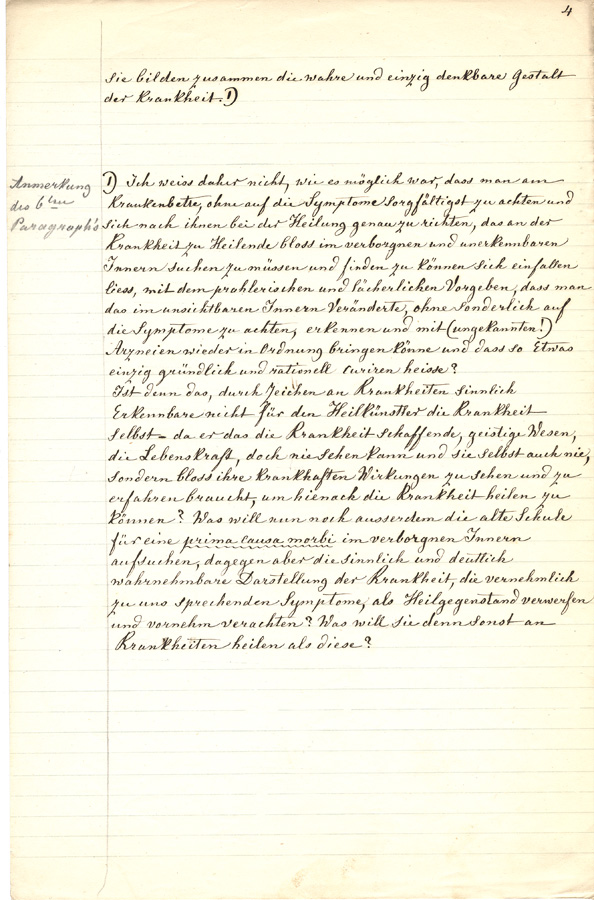 4
sie bilden zusammen die wahre und einzig denkbare Gestalt
der Krankheit. 1)
Anmerkung
des 6ten
Paragraph's
1) Ich weiss daher nicht, wie es möglich war, dass man am
Krankenbette, ohne auf die Symptome sorgfältigst zu achten und
sich nach ihnen bei der Heilung genau zu richten, das an der
Krankheit zu Heilende bloss im verborgnen und unerkennbaren
Innern suchen zu müssen und finden zu können sich einfallen
liess, mit dem prahlerischen und lächerlichen Vorgeben, dass man
das im unsichtbaren Innern Veränderte, ohne sonderlich auf
die Symptome zu achten, erkennen und mit (ungekannten!)
Arzneien wieder in Ordnung bringen könne und dass so Etwas
einzig gründlich und rationell curiren heisse?
Ist denn das, durch Zeichen an Krankheiten sinnlich
Erkennbare nicht für den Heilkünstler die Krankheit
selbst - da er das die Krankheit schaffende, geistige Wesen,
die Lebenskraft, doch nie sehen kann und sie selbst auch nie,
sondern bloss ihre krankhaften Wirkungen zu sehen und zu
erfahren braucht, um hienach die Krankheit heilen zu
können? Was will nun noch ausserdem die alte Schule
für eine prima causa morbi im verborgnen Innern
aufsuchen, dagegen aber die sinnlich und deutlich
wahrnehmbare Darstellung der Krankheit, die vernehmlich
zu uns sprechenden Symptome, als Heilgegenstand verwerfen
und vornehm verachten? Was will sie denn sonst an
Krankheiten heilen als diese?